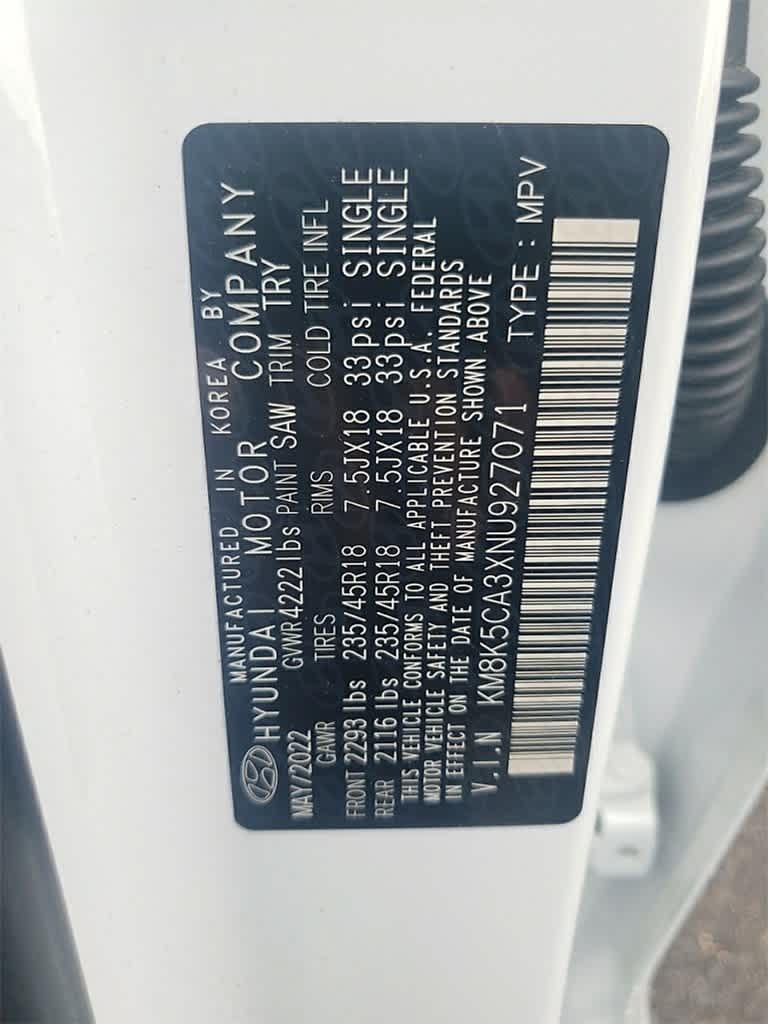 MANUFACTURED IN KOREA BY
HYUNDAI MOTOR COMPANY
MAY/2022 GVWR 4222 lbs PAINT SAW TRIM TRY
GAWR TIRES RIMS COLD TIRE INFL
FRONT 2293 lbs 235/45R18 7.5JX18 33psi SINGLE
REAR 2116 lbs 235/45R18 7.5JX18 33psi SINGLE
THIS VEHICLE CONFORMS TO ALL APPLICABLE U.S.A. FEDERAL
MOTOR VEHICLE SAFETY AND THEFT PREVENTION STANDARDS
IN EFFECT ON THE DATE OF MANUFACTURE SHOWN ABOVE
V.I.N KM8K5CA3XNU927071 TYPE : MPV